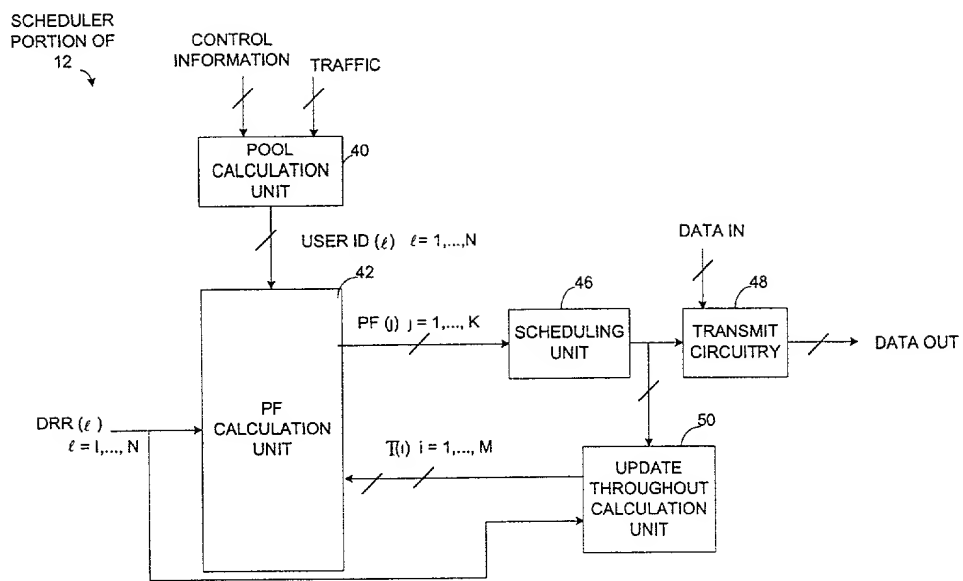 SCHEDULER
PORTION OF
12
CONTROL
INFORMATION
TRAFFIC
POOL
CALCULATION
UNIT
40
USER ID (ℓ) ℓ = 1,...,N
DATA IN
42
46
48
PF (j) j = 1,..., K
SCHEDULING
UNIT
TRANSMIT
CIRCUITRY
DATA OUT
PF
CALCULATION
UNIT
DRR (ℓ)
ℓ = I,..., N
50
T(i) i = 1,..., M
UPDATE
THROUGHOUT
CALCULATION
UNIT